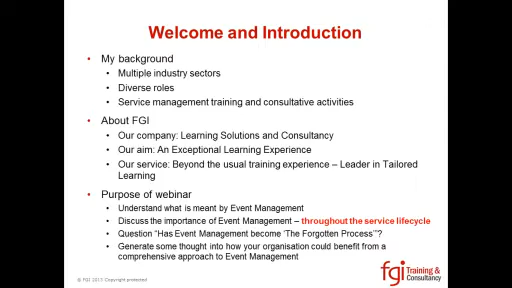 Welcome and Introduction
• My background
• Multiple industry sectors
• Diverse roles
• Service management training and consultative activities
• About FGI
• Our company: Learning Solutions and Consultancy
• Our aim: An Exceptional Learning Experience
• Our service: Beyond the usual training experience – Leader in Tailored
Learning
• Purpose of webinar
• Understand what is meant by Event Management
• Discuss the importance of Event Management – throughout the service lifecycle
• Question “Has Event Management become ‘The Forgotten Process’”?
• Generate some thought into how your organisation could benefit from a
comprehensive approach to Event Management
© FGI 2013 Copyright protected
fgi Training &
Consultancy